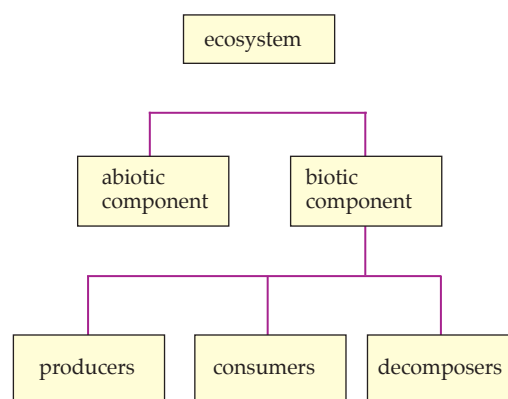 ecosystem
abiotic
component
biotic
component
producers
consumers
decomposers